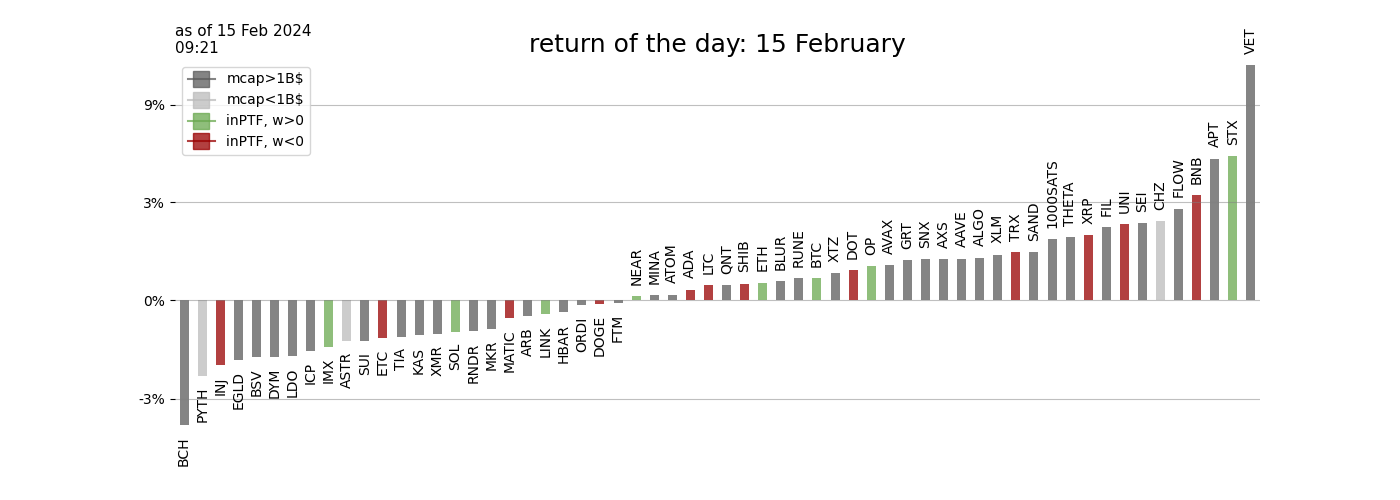 as of 15 Feb 2024
09:21
return of the day: 15 February
mcap>1B$
mcap<1B$
inPTF, w>0
inPTF, w<0
9%
3%
0%
-3%
BCH
PYTH
INJ
EGLD
BSV
DYM
LDO
ICP
IMX
ASTR
SUI
ETC
TIA
KAS
XMR
SOL
RNDR
MKR
MATIC
ARB
LINK
HBAR
ORDI
DOGE
FTM
NEAR
MINA
ATOM
ADA
LTC
QNT
SHIB
ETH
BLUR
RUNE
BTC
XTZ
DOT
OP
AVAX
GRT
SNX
AXS
AAVE
ALGO
XLM
TRX
SAND
1000SATS
THETA
XRP
FIL
UNI
SEI
CHZ
FLOW
BNB
APT
STX
VET